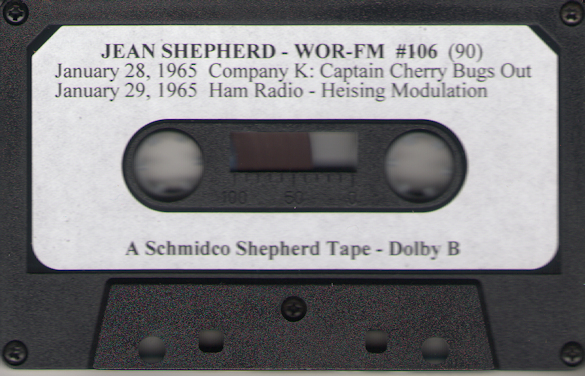 JEAN SHEPHERD - WOR-FM #106 (90)
January 28, 1965 Company K: Captain Cherry Bugs Out
January 29, 1965 Ham Radio - Heising Modulation
100 50 0
A Schmidco Shepherd Tape - Dolby B